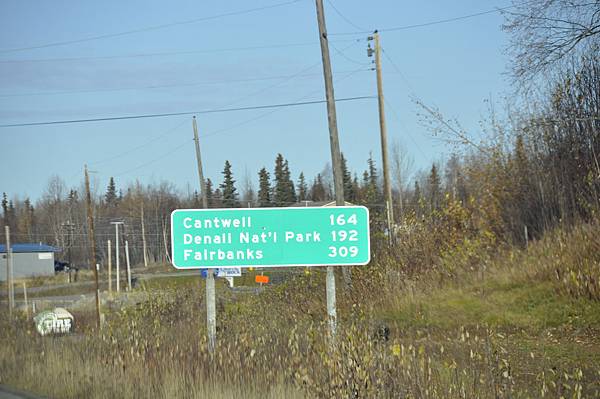 Cantwell 164
Denali Nat'l Park 192
Fairbanks 309